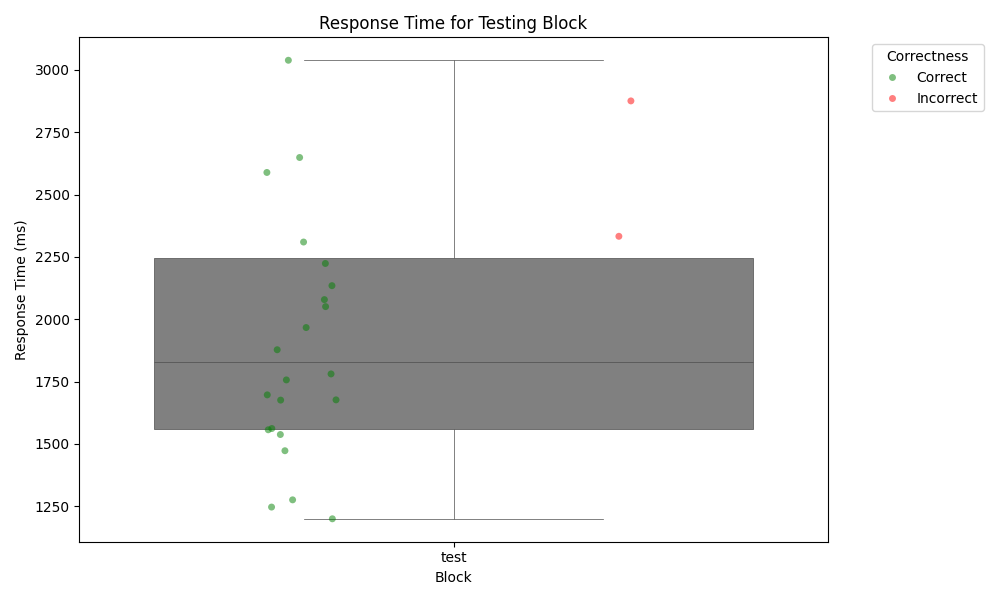 Response Time for Testing Block
Correctness
Correct
Incorrect
Response Time (ms)
3000
2750
2500
2250
2000
1750
1500
1250
test
Block